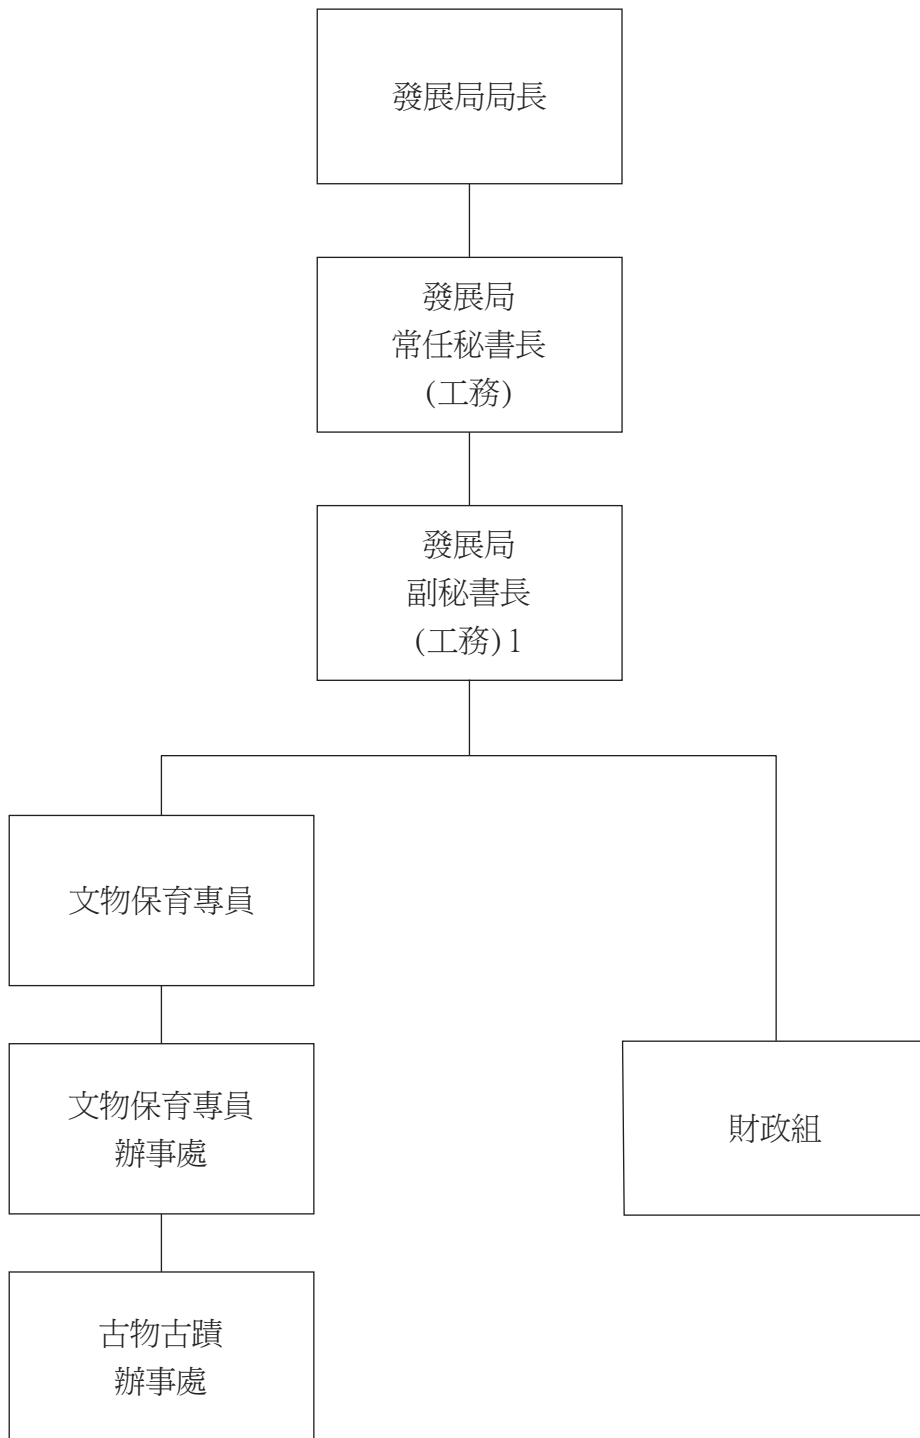 發展局局長
發展局
常任秘書長
(工務)
發展局
副秘書長
(工務)1
文物保育專員
文物保育專員
辦事處
財政組
古物古蹟
辦事處